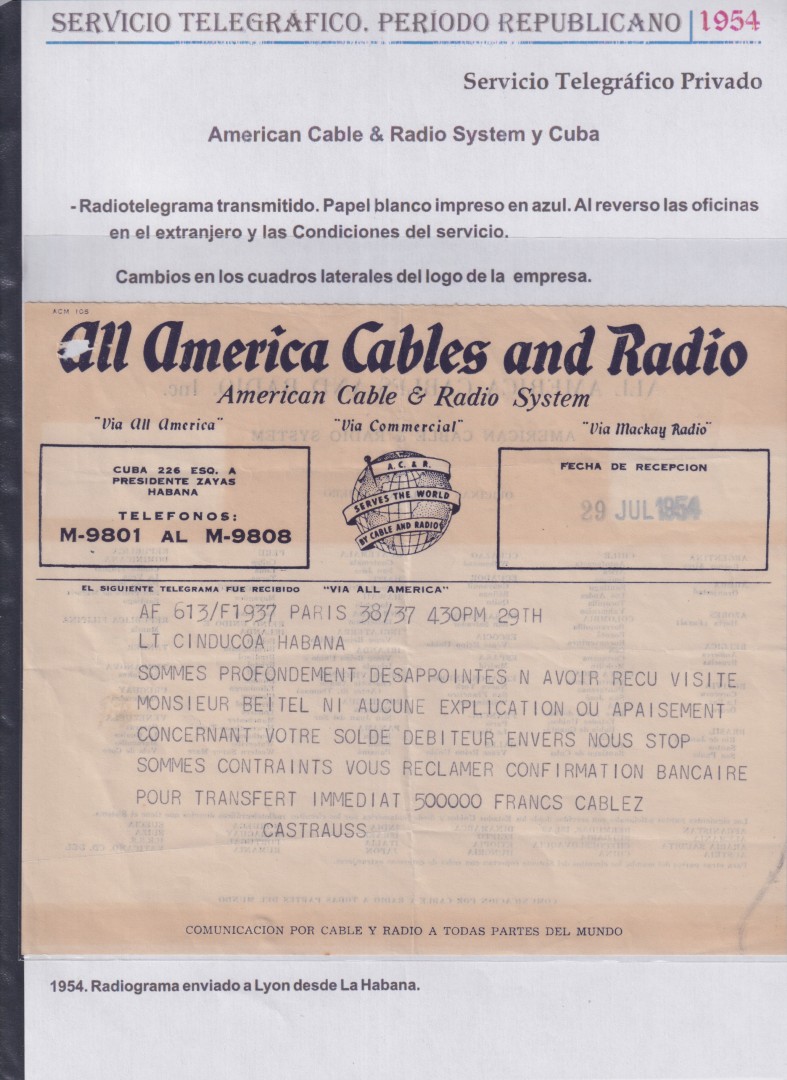 SERVICIO TELEGRÁFICO. PERÍODO REPUBLICANO | 1954
Servicio Telegráfico Privado
American Cable & Radio System y Cuba
- Radiotelegrama transmitido. Papel blanco impreso en azul. Al reverso las oficinas
en el extranjero y las Condiciones del servicio.
Cambios en los cuadros laterales del logo de la empresa.
ACM 105
All America Cables and Radio
American Cable & Radio System
"Via All America" "Via Commercial" "Via Mackay Radio"
CUBA 226 ESQ. A
PRESIDENTE ZAYAS
HABANA
TELEFONOS:
M-9801 AL M-9808
A. C. & R.
SERVES THE WORLD
BY CABLE AND RADIO
FECHA DE RECEPCION
29 JUL 1954
EL SIGUIENTE TELEGRAMA FUE RECIBIDO "VIA ALL AMERICA"
AF 613/F1937 PARIS 38/37 430PM 29TH
LT CINDUCOA HABANA
SOMMES PROFONDEMENT DESAPPOINTES N AVOIR RECU VISITE
MONSIEUR BEITEL NI AUCUNE EXPLICATION OU APAISEMENT
CONCERNANT VOTRE SOLDE DEBITEUR ENVERS NOUS STOP
SOMMES CONTRAINTS VOUS RECLAMER CONFIRMATION BANCAIRE
POUR TRANSFERT IMMEDIAT 500000 FRANCS CABLEZ
CASTRAUSS
COMUNICACION POR CABLE Y RADIO A TODAS PARTES DEL MUNDO
1954. Radiograma enviado a Lyon desde La Habana.